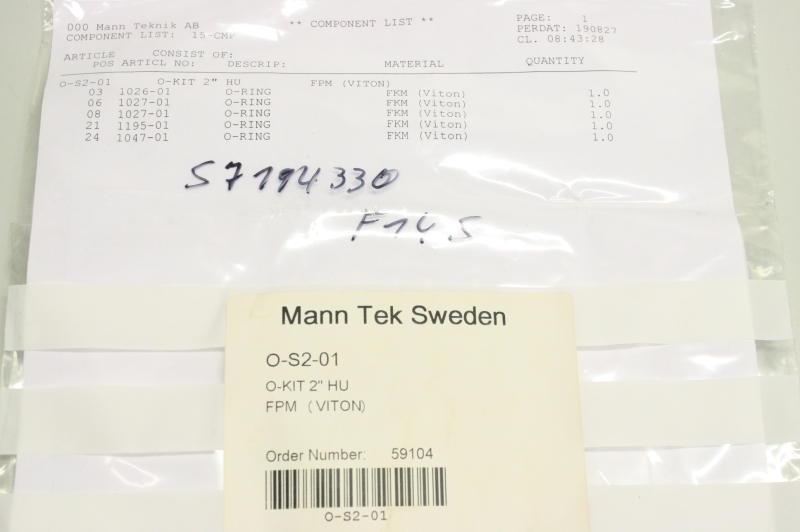 000 Mann Teknik AB ** COMPONENT LIST ** PAGE: 1
COMPONENT LIST: 15-CMP PERDAT: 190827
CL. 08:43:28
ARTICLE CONSIST OF:
POS ARTICL NO: DESCRIP: MATERIAL QUANTITY
O-S2-01 O-KIT 2" HU FPM (VITON)
03 1026-01 O-RING FKM (Viton) 1.0
06 1027-01 O-RING FKM (Viton) 1.0
08 1027-01 O-RING FKM (Viton) 1.0
21 1195-01 O-RING FKM (Viton) 1.0
24 1047-01 O-RING FKM (Viton) 1.0
57194330
Mann Tek Sweden
O-S2-01
O-KIT 2" HU
FPM (VITON)
Order Number: 59104
O-S2-01